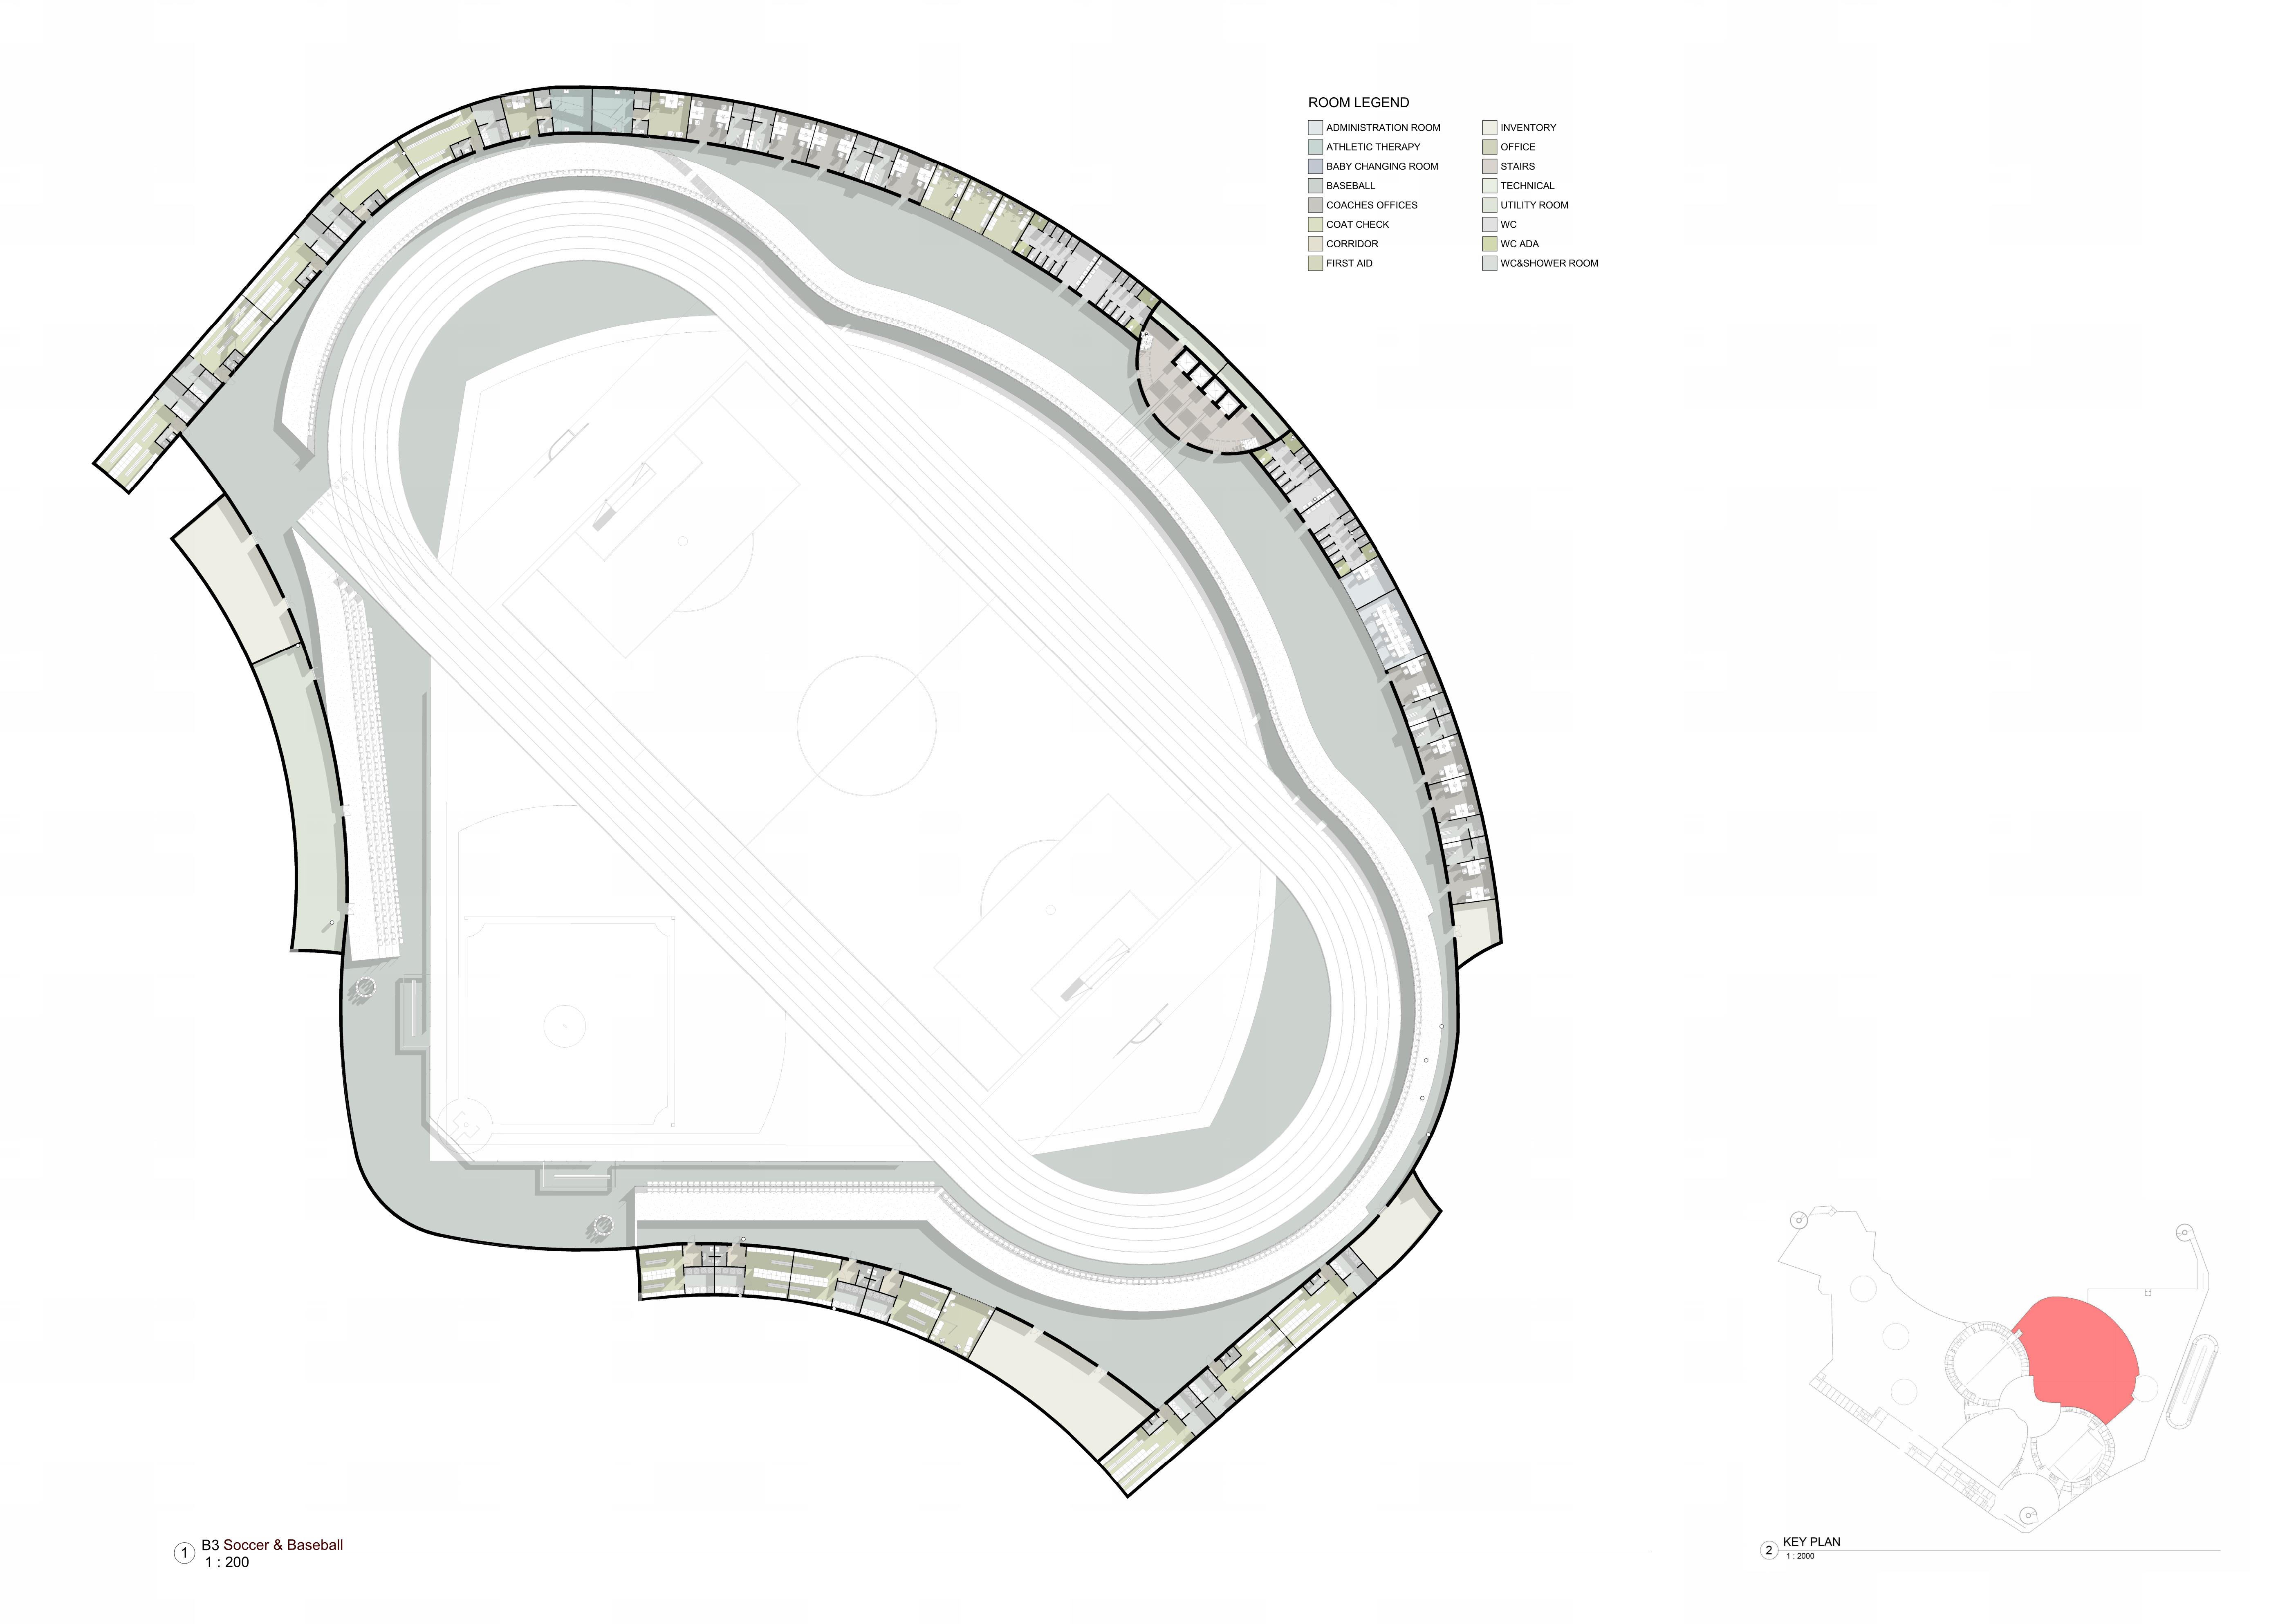 ROOM LEGEND
ADMINISTRATION ROOM
ATHLETIC THERAPY
BABY CHANGING ROOM
BASEBALL
COACHES OFFICES
COAT CHECK
CORRIDOR
FIRST AID
INVENTORY
OFFICE
STAIRS
TECHNICAL
UTILITY ROOM
WC
WC ADA
WC&SHOWER ROOM
1 B3 Soccer & Baseball
1 : 200
2 KEY PLAN
1 : 2000